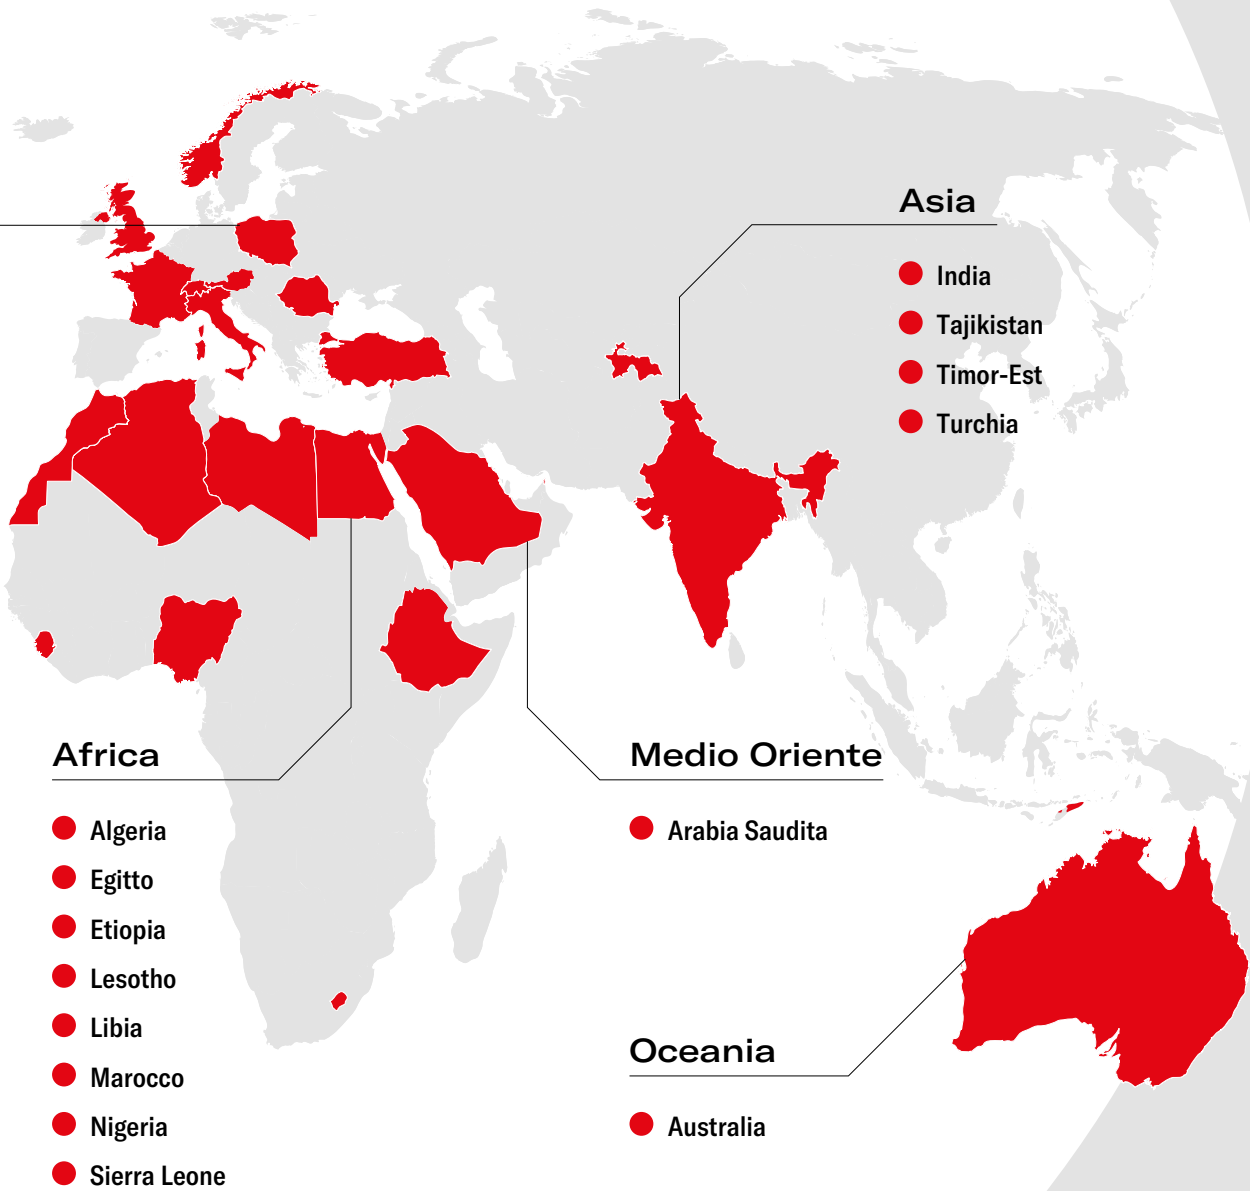 Asia
India
Tajikistan
Timor-Est
Turchia
Africa
Algeria
Egitto
Etiopia
Lesotho
Libia
Marocco
Nigeria
Sierra Leone
Medio Oriente
Arabia Saudita
Oceania
Australia